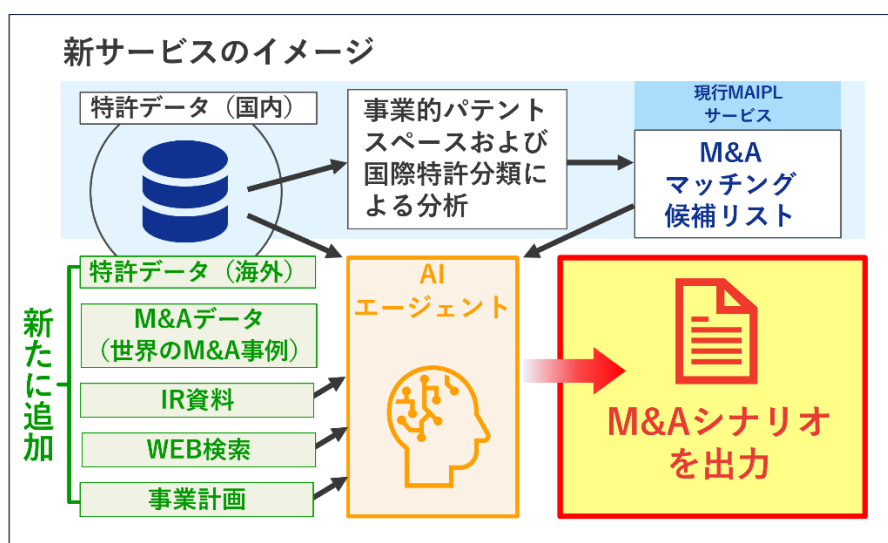 新サービスのイメージ
特許データ（国内）
事業的パテント
スペースおよび
国際特許分類に
よる分析
現行MAIPL
サービス
M&A
マッチング
候補リスト
新たに追加
特許データ（海外）
M&Aデータ
（世界のM&A事例）
IR資料
WEB検索
事業計画
AI
エージェント
M&Aシナリオ
を出力